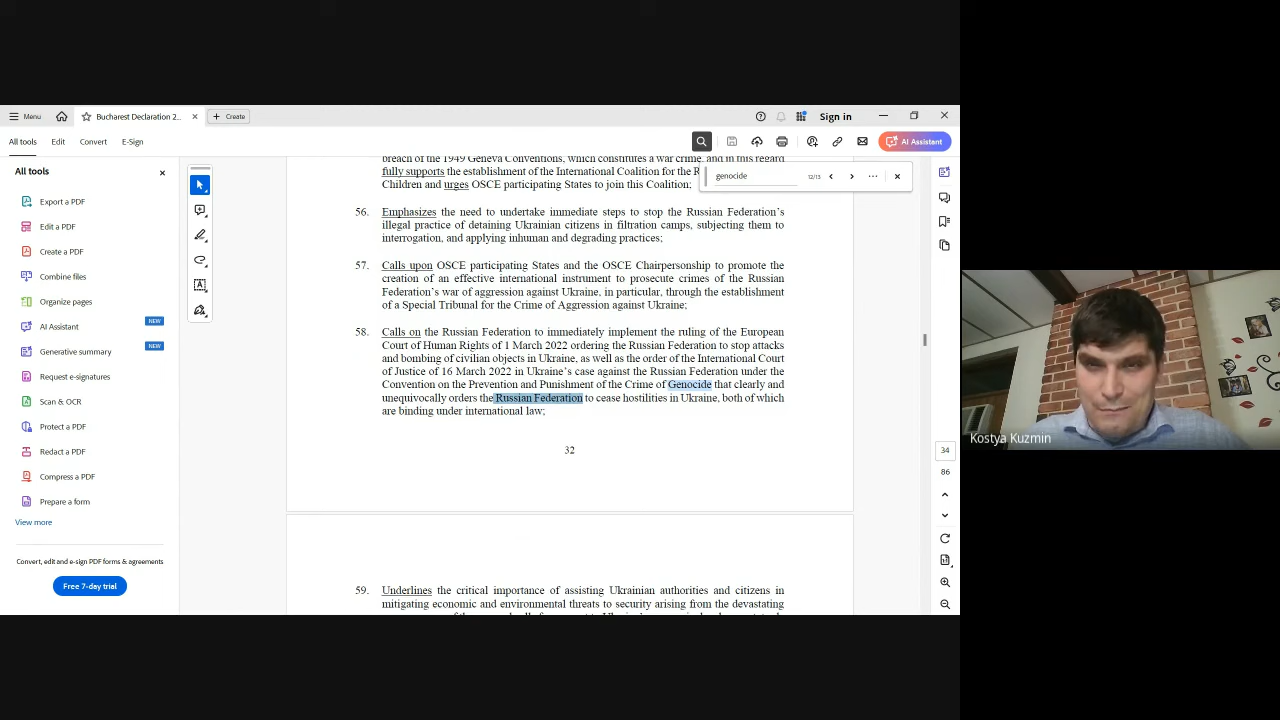 Menu
Bucharest Declaration 2...
Create
Sign in
All tools
Edit
Convert
E-Sign
AI Assistant
All tools
Export a PDF
Edit a PDF
Create a PDF
Combine files
Organize pages
AI Assistant
NEW
Generative summary
NEW
Request e-signatures
Scan & OCR
Protect a PDF
Redact a PDF
Compress a PDF
Prepare a form
View more
Convert, edit and e-sign PDF forms & agreements
Free 7-day trial
genocide
12/13
breach of the 1949 Geneva Conventions, which constitutes a war crime, and in this regard
fully supports the establishment of the International Coalition for the R
Children and urges OSCE participating States to join this Coalition;
56. Emphasizes the need to undertake immediate steps to stop the Russian Federation's
illegal practice of detaining Ukrainian citizens in filtration camps, subjecting them to
interrogation, and applying inhuman and degrading practices;
57. Calls upon OSCE participating States and the OSCE Chairpersonship to promote the
creation of an effective international instrument to prosecute crimes of the Russian
Federation's war of aggression against Ukraine, in particular, through the establishment
of a Special Tribunal for the Crime of Aggression against Ukraine;
58. Calls on the Russian Federation to immediately implement the ruling of the European
Court of Human Rights of 1 March 2022 ordering the Russian Federation to stop attacks
and bombing of civilian objects in Ukraine, as well as the order of the International Court
of Justice of 16 March 2022 in Ukraine's case against the Russian Federation under the
Convention on the Prevention and Punishment of the Crime of Genocide that clearly and
unequivocally orders the Russian Federation to cease hostilities in Ukraine, both of which
are binding under international law;
32
59. Underlines the critical importance of assisting Ukrainian authorities and citizens in
mitigating economic and environmental threats to security arising from the devastating
34
86
Kostya Kuzmin